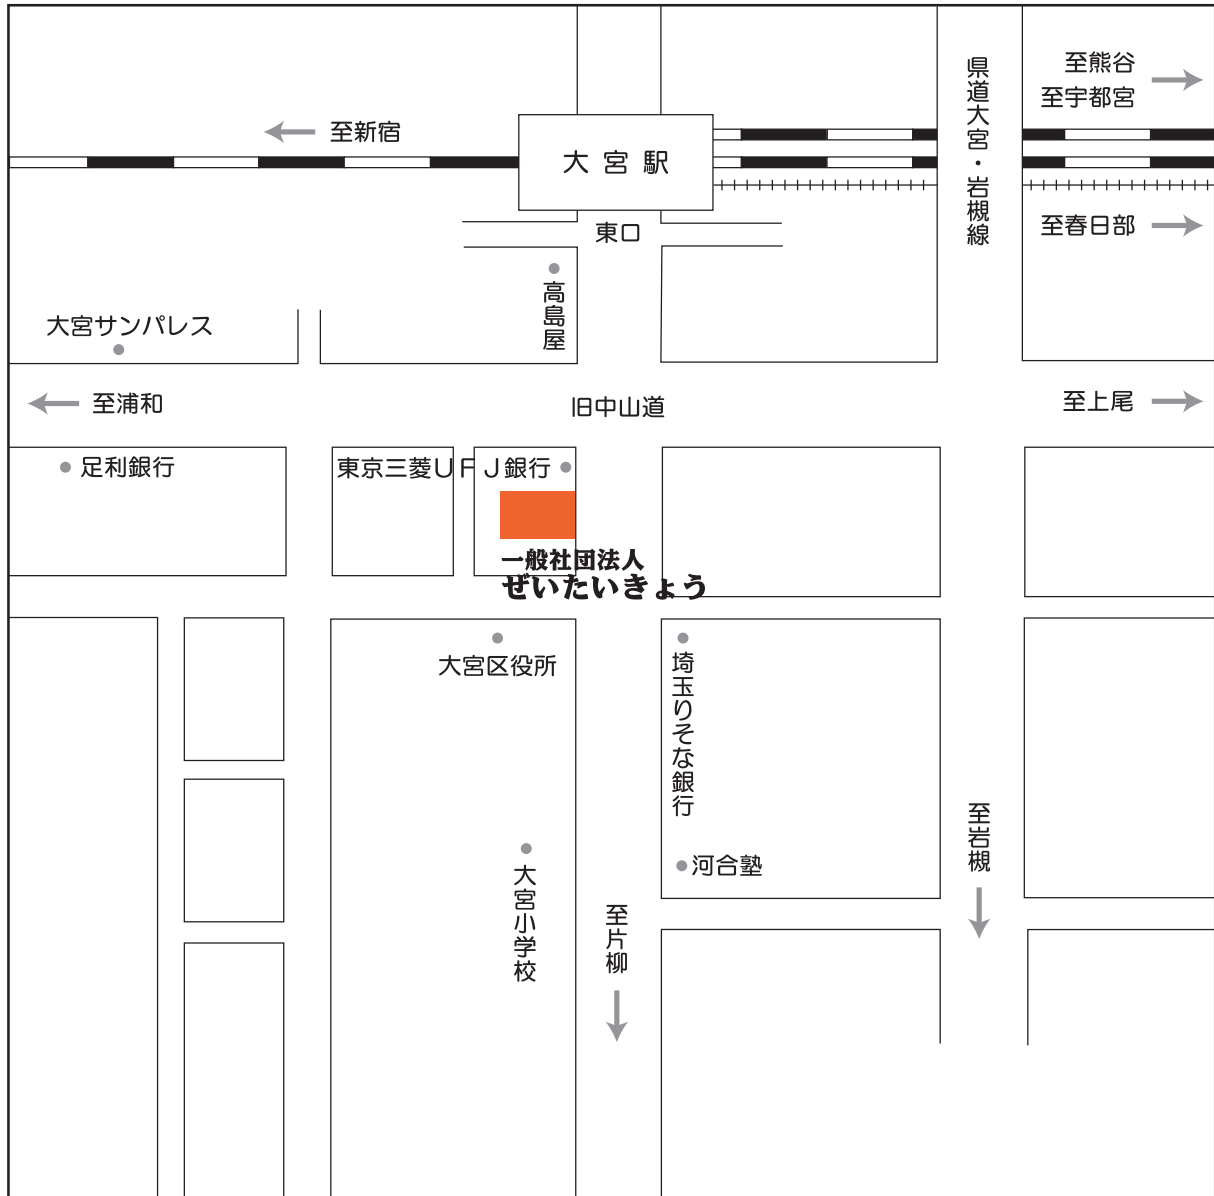 県道大宮・岩槻線
至熊谷
至宇都宮
至新宿
大宮駅
東口
至春日部
高島屋
大宮サンパレス
至浦和
旧中山道
至上尾
足利銀行
東京三菱UFJ銀行
一般社団法人
ぜいたいきょう
大宮区役所
埼玉りそな銀行
至岩槻
河合塾
大宮小学校
至片柳